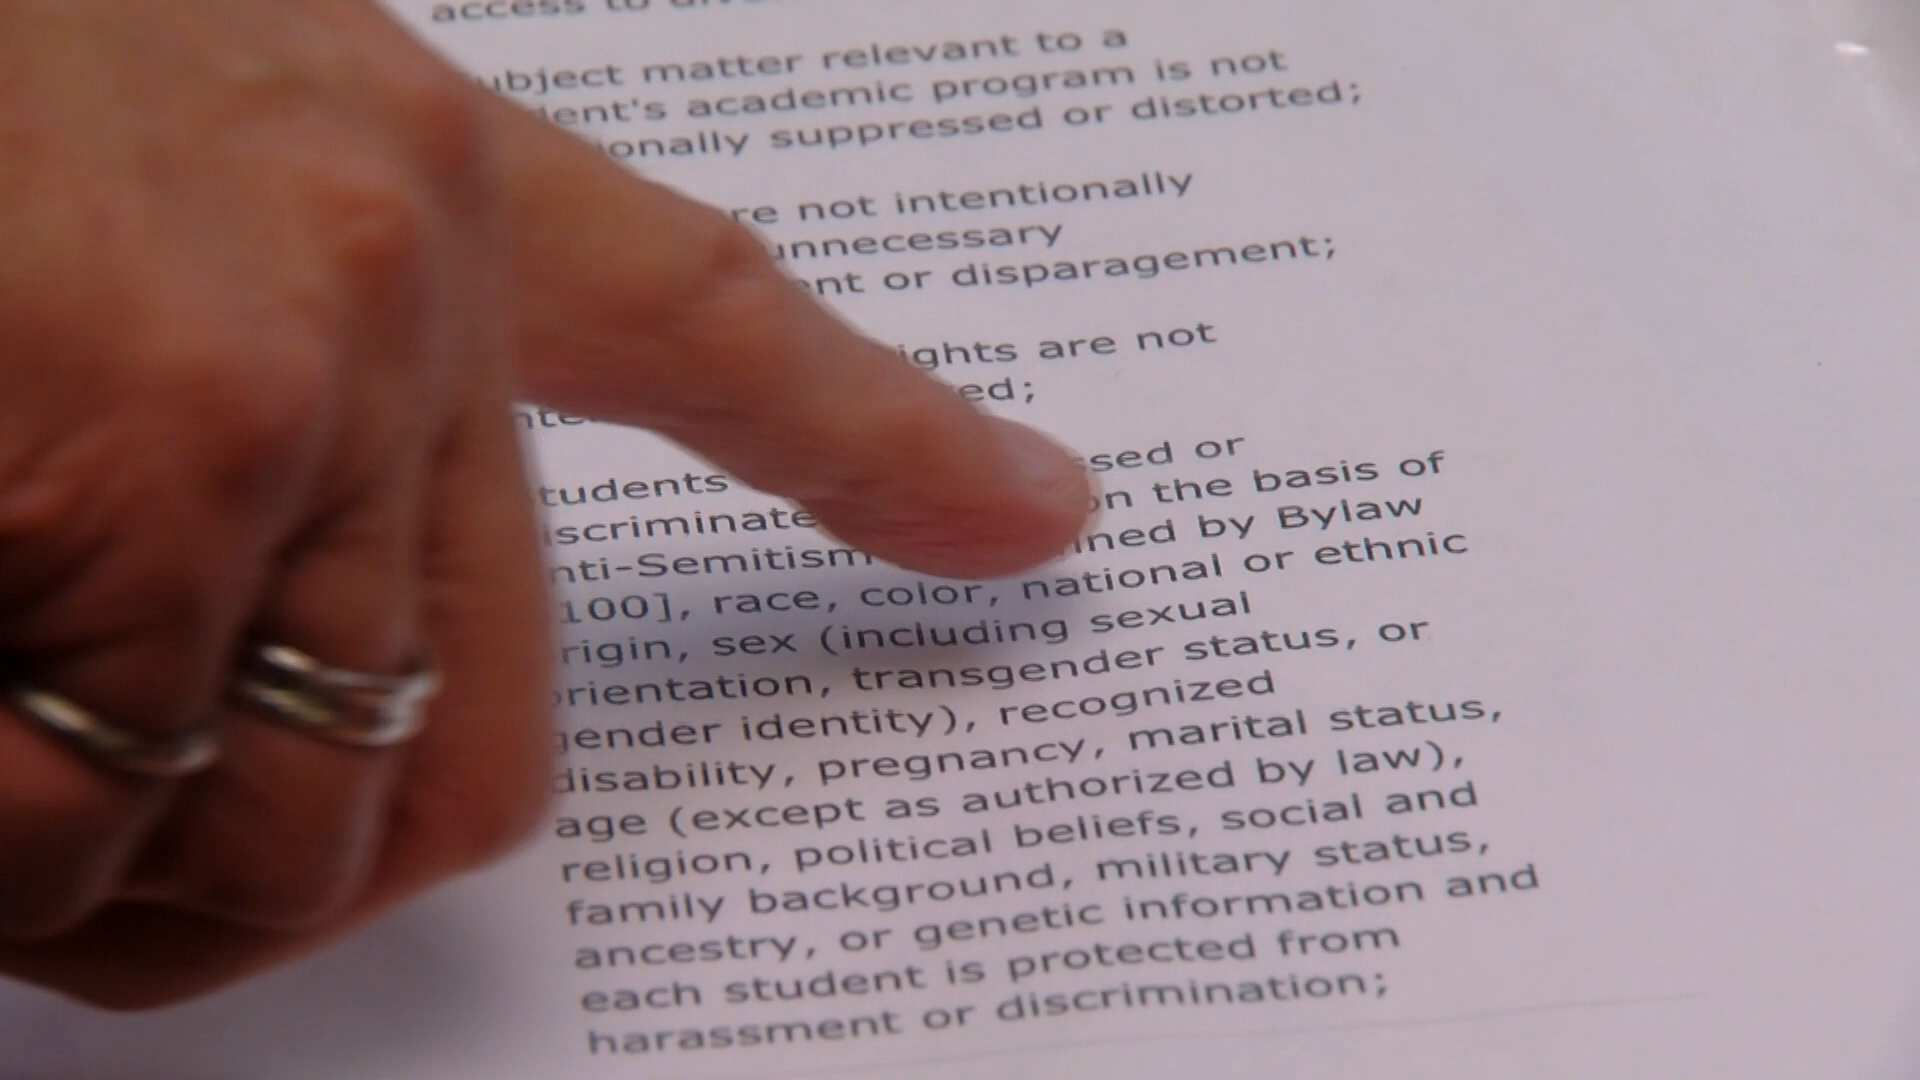 access to
ubject matter relevant to a
ent's academic program is not
onally suppressed or distorted;
re not intentionally
unnecessary
ent or disparagement;
ights are not
ed;
tudents ssed or
iscriminate on the basis of
nti-Semitism ined by Bylaw
100], race, color, national or ethnic
rigin, sex (including sexual
orientation, transgender status, or
gender identity), recognized
disability, pregnancy, marital status,
age (except as authorized by law),
religion, political beliefs, social and
family background, military status,
ancestry, or genetic information and
each student is protected from
harassment or discrimination;